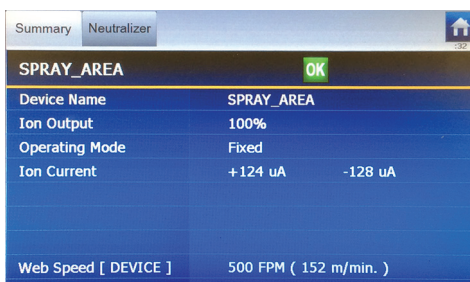 Summary Neutralizer
:32
SPRAY_AREA OK
Device Name SPRAY_AREA
Ion Output 100%
Operating Mode Fixed
Ion Current +124 uA -128 uA
Web Speed [ DEVICE ] 500 FPM ( 152 m/min. )